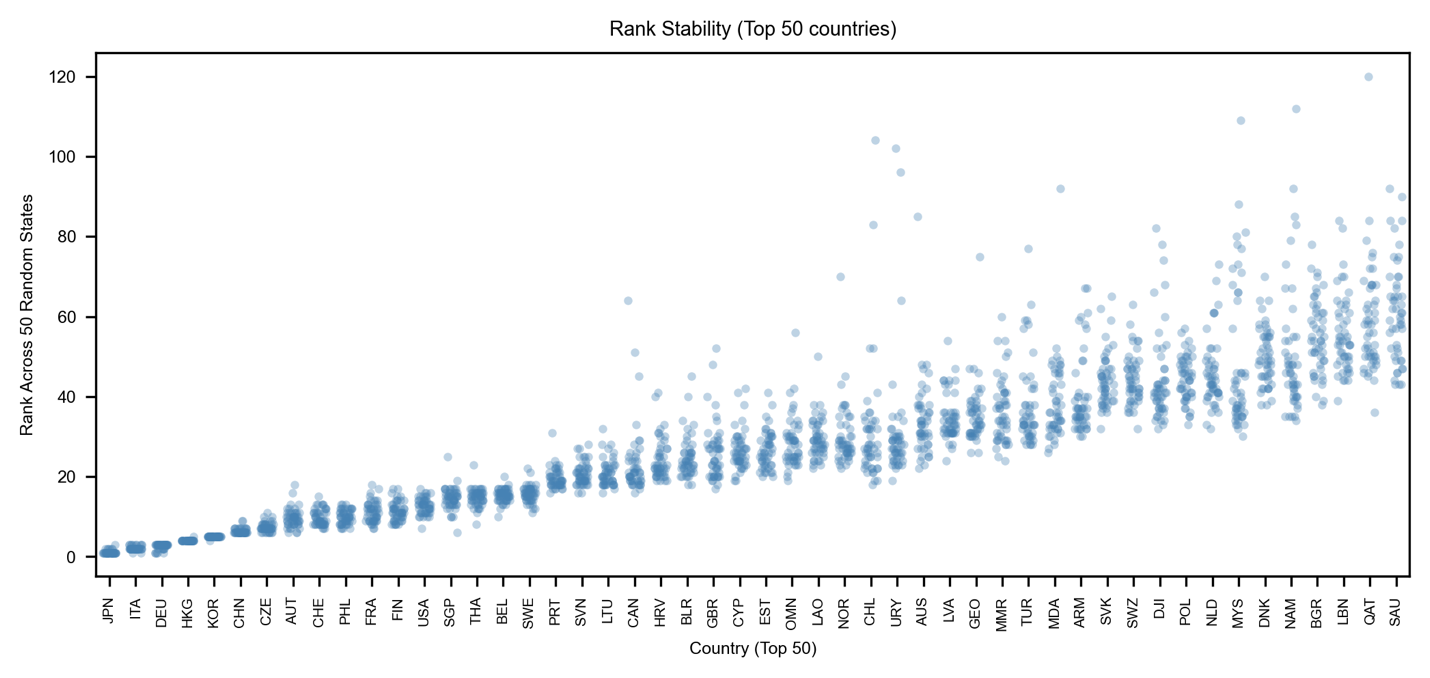 Rank Stability (Top 50 countries)
Rank Across 50 Random States
120
100
80
60
40
20
0
JPN ITA DEU HKG KOR CHN CZE AUT CHE PHL FRA FIN USA SGP THA BEL SWE PRT SVN LTU CAN HRV BLR GBR CYP EST OMN LAO NOR CHL URY AUS LVA GEO MMR TUR MDA ARM SVK SWZ DJI POL NLD MYS DNK NAM BGR LBN QAT SAU
Country (Top 50)